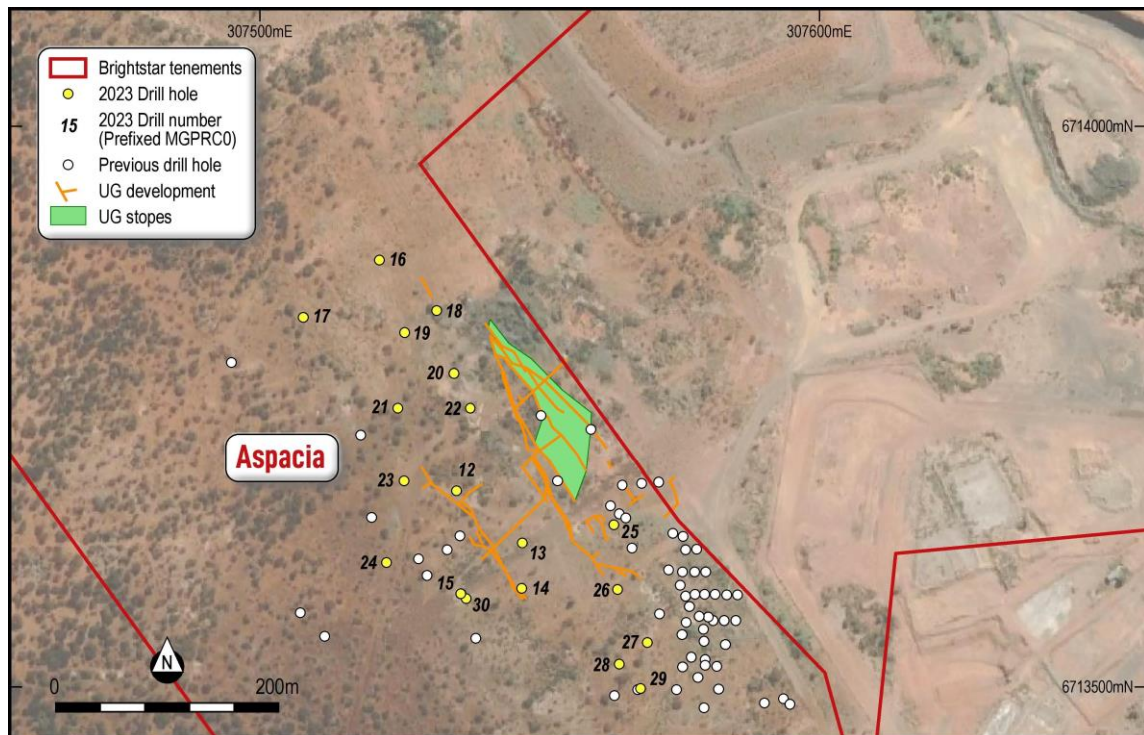 307500mE
307600mE
Brightstar tenements
2023 Drill hole
15 2023 Drill number
(Prefixed MGPRC0)
Previous drill hole
UG development
UG stopes
6714000mN
16
17
18
19
20
21
22
Aspacia
23
12
25
13
24
15
30
14
26
27
28
29
N
0
200m
6713500mN